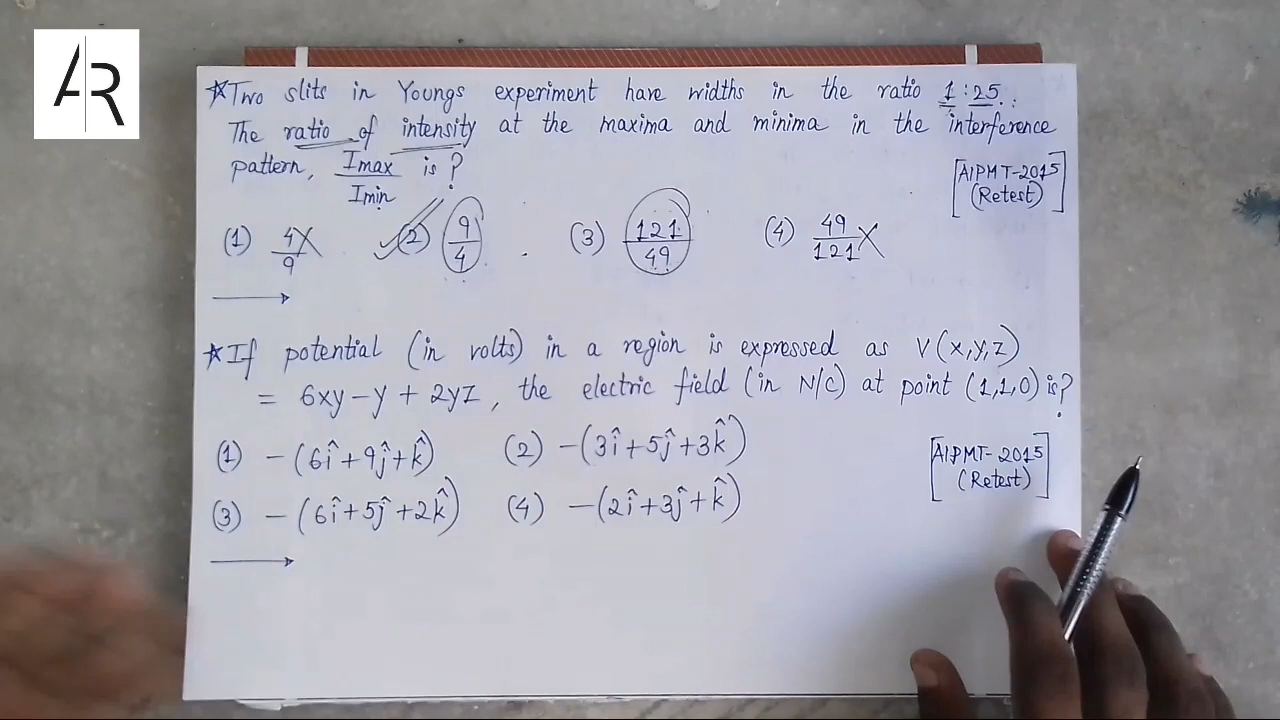 AR
★Two slits in Youngs experiment have widths in the ratio 1:25.
The ratio of intensity at the maxima and minima in the interference
pattern, Imax/Imin is?
[AIPMT-2015 (Retest)]
(1) 4/9 X ✓(2) 9/4 (3) 121/49 (4) 49/121 X
★If potential (in volts) in a region is expressed as V(x,y,z)
= 6xy - y + 2yz, the electric field (in N/C) at point (1,1,0) is?
(1) -(6î+9ĵ+k̂) (2) -(3î+5ĵ+3k̂)
[AIPMT-2015 (Retest)]
(3) -(6î+5ĵ+2k̂) (4) -(2î+3ĵ+k̂)